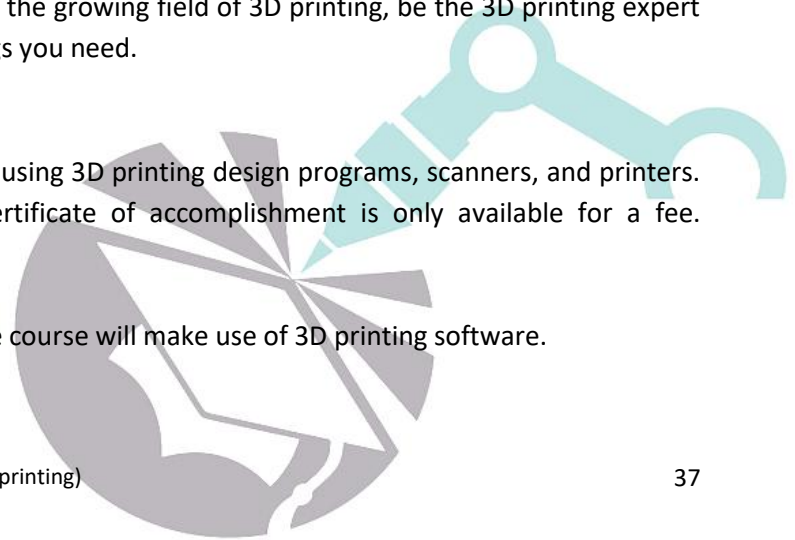 the growing field of 3D printing, be the 3D printing expert
you need.
using 3D printing design programs, scanners, and printers.
of accomplishment is only available for a fee.
course will make use of 3D printing software.
printing)
37